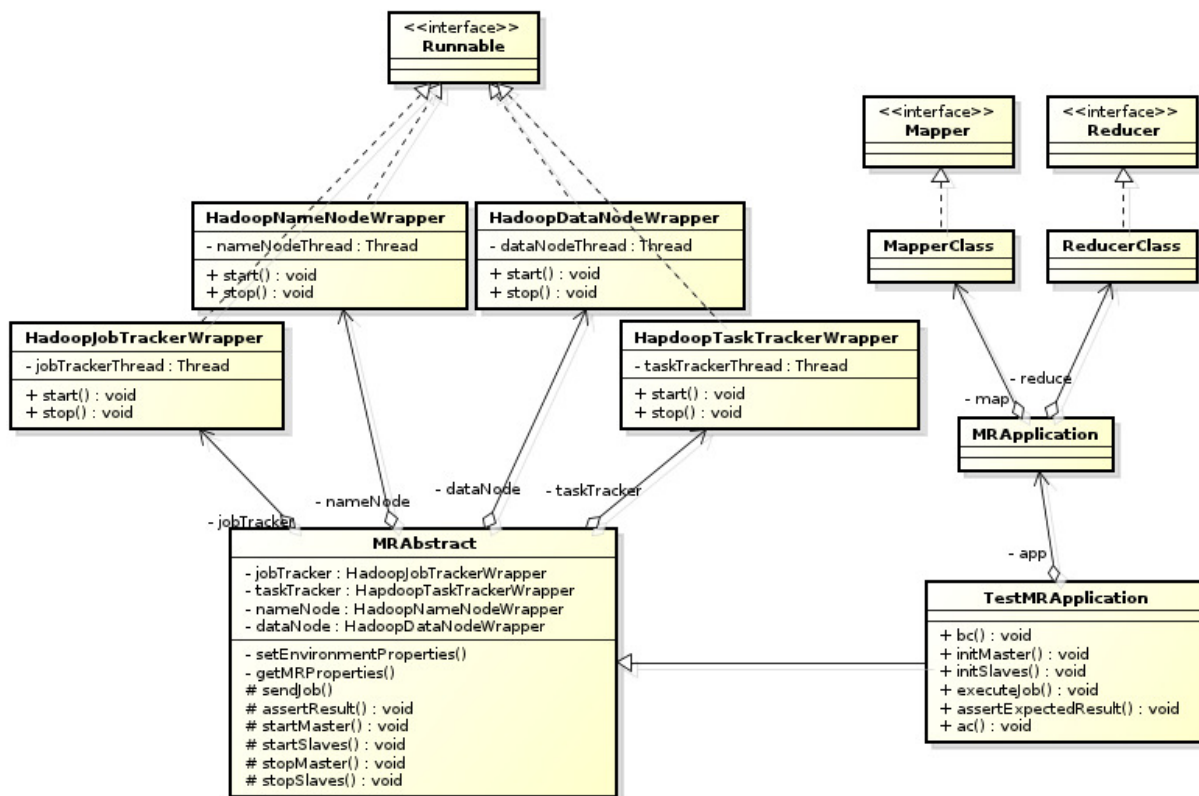 <<interface>>
Runnable
<<interface>>
Mapper
<<interface>>
Reducer
HadoopNameNodeWrapper
- nameNodeThread : Thread
+ start() : void
+ stop() : void
HadoopDataNodeWrapper
- dataNodeThread : Thread
+ start() : void
+ stop() : void
MapperClass
ReducerClass
HadoopJobTrackerWrapper
- jobTrackerThread : Thread
+ start() : void
+ stop() : void
HapdoopTaskTrackerWrapper
- taskTrackerThread : Thread
+ start() : void
+ stop() : void
- reduce
- map
MRApplication
- jobTracker
- nameNode
- dataNode
- taskTracker
- app
MRAbstract
- jobTracker : HadoopJobTrackerWrapper
- taskTracker : HapdoopTaskTrackerWrapper
- nameNode : HadoopNameNodeWrapper
- dataNode : HadoopDataNodeWrapper
- setEnvironmentProperties()
- getMRProperties()
# sendJob()
# assertResult() : void
# startMaster() : void
# startSlaves() : void
# stopMaster() : void
# stopSlaves() : void
TestMRApplication
+ bc() : void
+ initMaster() : void
+ initSlaves() : void
+ executeJob() : void
+ assertExpectedResult() : void
+ ac() : void